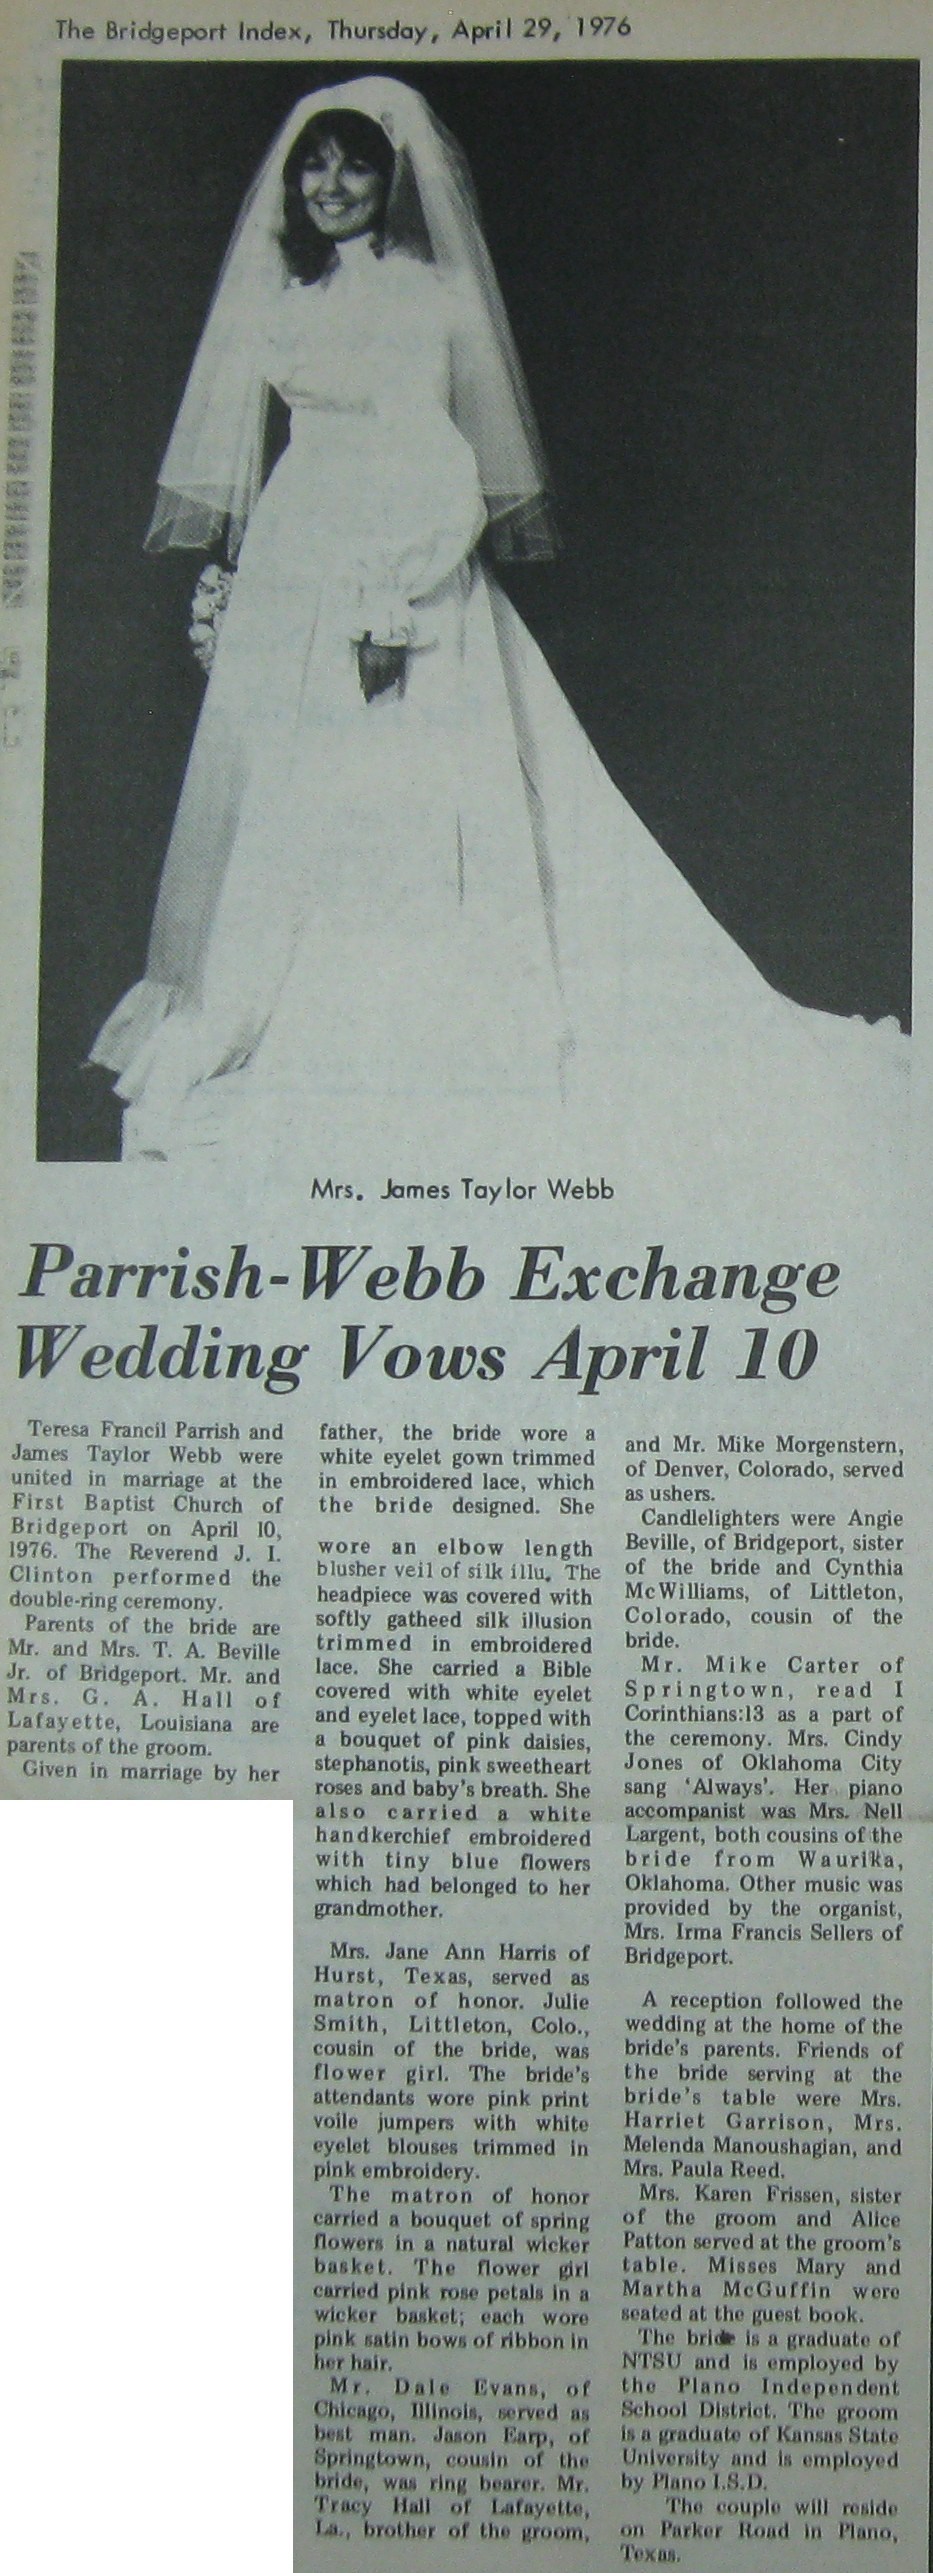 The Bridgeport Index, Thursday, April 29, 1976
Mrs. James Taylor Webb
Parrish-Webb Exchange
Wedding Vows April 10
Teresa Francil Parrish and
James Taylor Webb were
united in marriage at the
First Baptist Church of
Bridgeport on April 10,
1976. The Reverend J. I.
Clinton performed the
double-ring ceremony.
Parents of the bride are
Mr. and Mrs. T. A. Beville
Jr. of Bridgeport. Mr. and
Mrs. G. A. Hall of
Lafayette, Louisiana are
parents of the groom.
Given in marriage by her
father, the bride wore a
white eyelet gown trimmed
in embroidered lace, which
the bride designed. She
wore an elbow length
blusher veil of silk illu. The
headpiece was covered with
softly gatheed silk illusion
trimmed in embroidered
lace. She carried a Bible
covered with white eyelet
and eyelet lace, topped with
a bouquet of pink daisies,
stephanotis, pink sweetheart
roses and baby's breath. She
also carried a white
handkerchief embroidered
with tiny blue flowers
which had belonged to her
grandmother.
Mrs. Jane Ann Harris of
Hurst, Texas, served as
matron of honor. Julie
Smith, Littleton, Colo.,
cousin of the bride, was
flower girl. The bride's
attendants wore pink print
voile jumpers with white
eyelet blouses trimmed in
pink embroidery.
The matron of honor
carried a bouquet of spring
flowers in a natural wicker
basket. The flower girl
carried pink rose petals in a
wicker basket; each wore
pink satin bows of ribbon in
her hair.
Mr. Dale Evans, of
Chicago, Illinois, served as
best man. Jason Earp, of
Springtown, cousin of the
bride, was ring bearer. Mr.
Tracy Hall of Lafayette,
La., brother of the groom,
and Mr. Mike Morgenstern,
of Denver, Colorado, served
as ushers.
Candlelighters were Angie
Beville, of Bridgeport, sister
of the bride and Cynthia
McWilliams, of Littleton,
Colorado, cousin of the
bride.
Mr. Mike Carter of
Springtown, read I
Corinthians:13 as a part of
the ceremony. Mrs. Cindy
Jones of Oklahoma City
sang 'Always'. Her piano
accompanist was Mrs. Nell
Largent, both cousins of the
bride from Waurika,
Oklahoma. Other music was
provided by the organist,
Mrs. Irma Francis Sellers of
Bridgeport.
A reception followed the
wedding at the home of the
bride's parents. Friends of
the bride serving at the
bride's table were Mrs.
Harriet Garrison, Mrs.
Melenda Manoushagian, and
Mrs. Paula Reed.
Mrs. Karen Frissen, sister
of the groom and Alice
Patton served at the groom's
table. Misses Mary and
Martha McGuffin were
seated at the guest book.
The bride is a graduate of
NTSU and is employed by
the Plano Independent
School District. The groom
is a graduate of Kansas State
University and is employed
by Plano I.S.D.
The couple will reside
on Parker Road in Plano,
Texas.